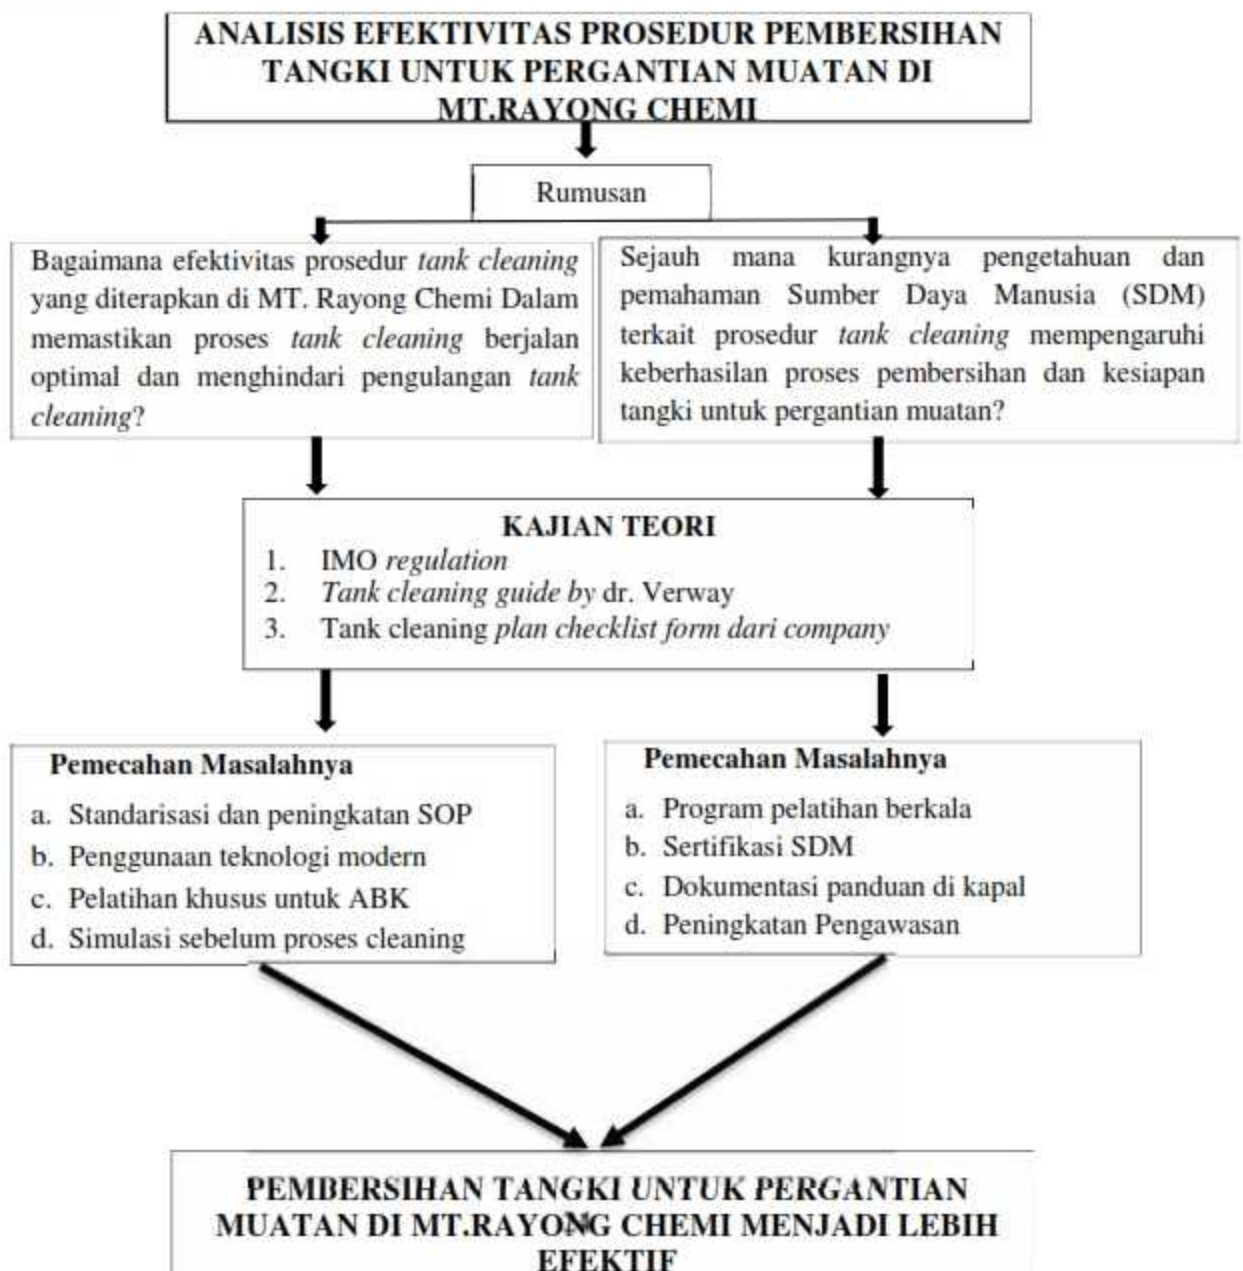 ANALISIS EFEKTIVITAS PROSEDUR PEMBERSIHAN
TANGKI UNTUK PERGANTIAN MUATAN DI
MT.RAYONG CHEMI
Rumusan
Bagaimana efektivitas prosedur tank cleaning
yang diterapkan di MT. Rayong Chemi Dalam
memastikan proses tank cleaning berjalan
optimal dan menghindari pengulangan tank
cleaning?
Sejauh mana kurangnya pengetahuan dan
pemahaman Sumber Daya Manusia (SDM)
terkait prosedur tank cleaning mempengaruhi
keberhasilan proses pembersihan dan kesiapan
tangki untuk pergantian muatan?
KAJIAN TEORI
1. IMO regulation
2. Tank cleaning guide by dr. Verway
3. Tank cleaning plan checklist form dari company
Pemecahan Masalahnya
a. Standarisasi dan peningkatan SOP
b. Penggunaan teknologi modern
c. Pelatihan khusus untuk ABK
d. Simulasi sebelum proses cleaning
Pemecahan Masalahnya
a. Program pelatihan berkala
b. Sertifikasi SDM
c. Dokumentasi panduan di kapal
d. Peningkatan Pengawasan
PEMBERSIHAN TANGKI UNTUK PERGANTIAN
MUATAN DI MT.RAYONG CHEMI MENJADI LEBIH
EFEKTIF